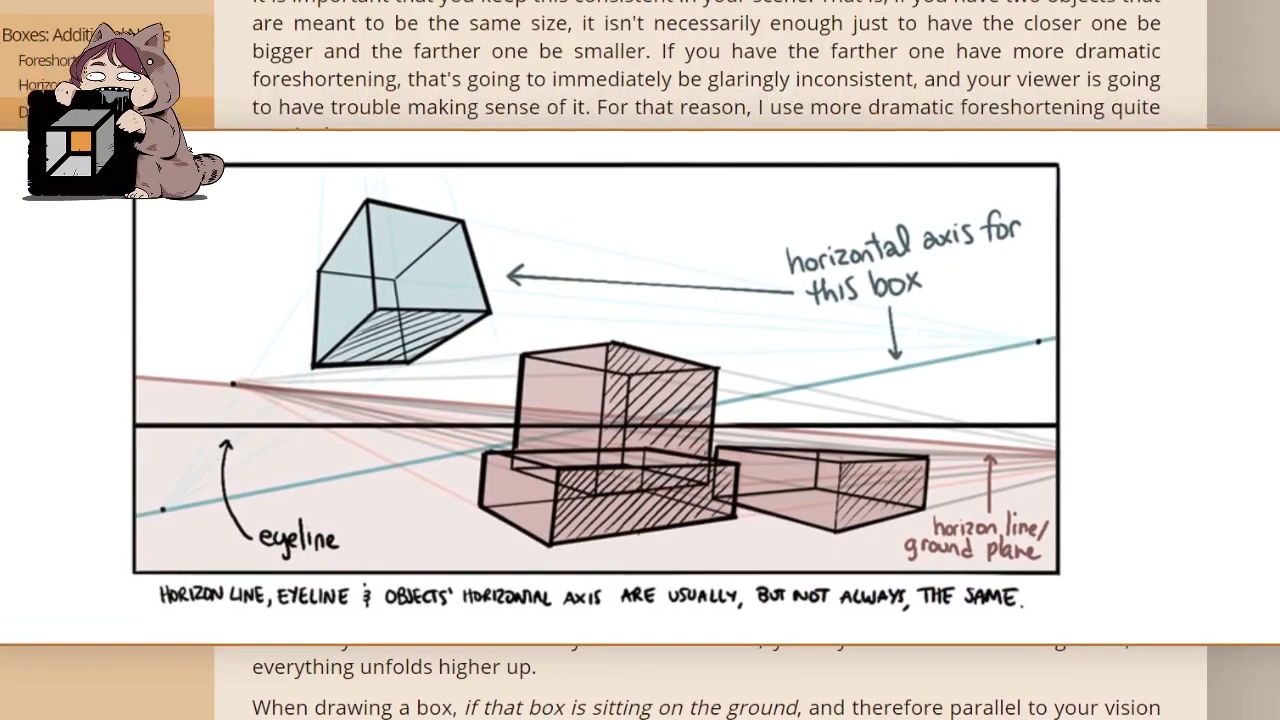 are meant to be the same size, it isn't necessarily enough just to have the closer one be
Boxes: Additi
bigger and the farther one be smaller. If you have the farther one have more dramatic
Foreshort
foreshortening, that's going to immediately be glaringly inconsistent, and your viewer is going
Horizo
to have trouble making sense of it. For that reason, I use more dramatic foreshortening quite
horizontal axis for
this box
eyeline
horizon line/
ground plane
HORIZON LINE, EYELINE & OBJECTS' HORIZONTAL AXIS ARE USUALLY, BUT NOT ALWAYS, THE SAME.
everything unfolds higher up.
When drawing a box, if that box is sitting on the ground, and therefore parallel to your vision